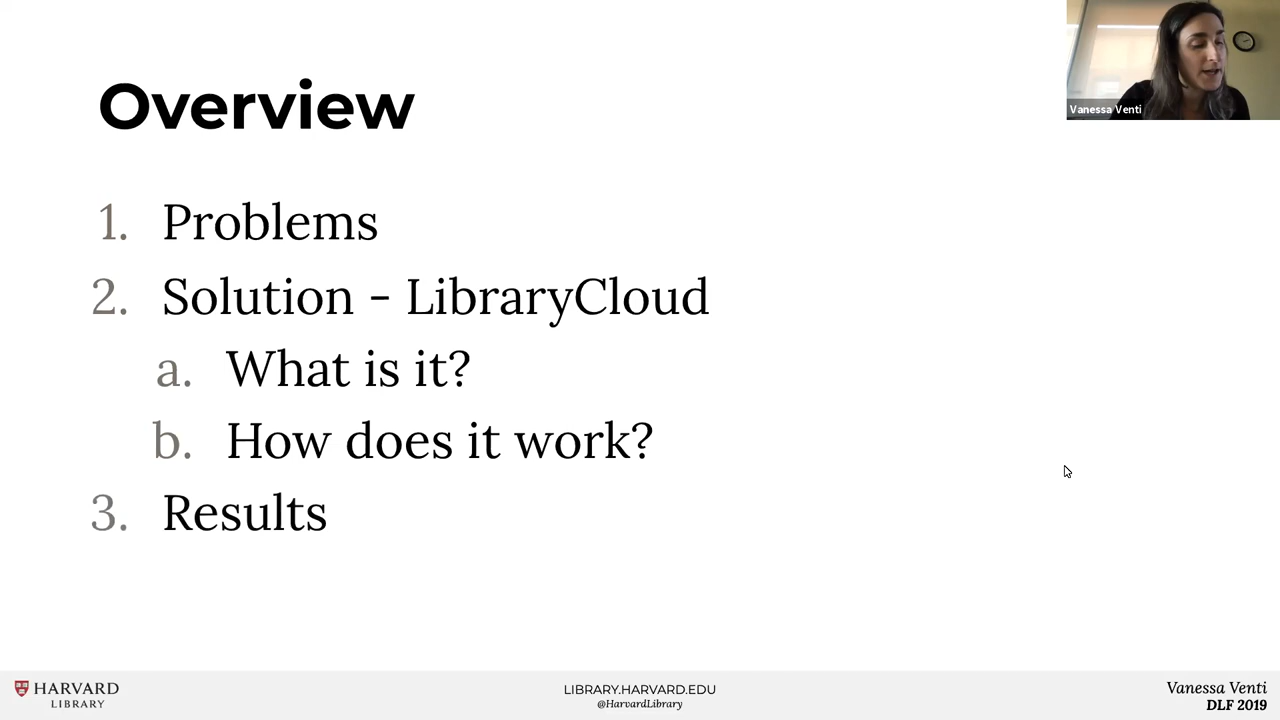 Overview
Vanessa Venti
1. Problems
2. Solution - LibraryCloud
a. What is it?
b. How does it work?
3. Results
HARVARD
LIBRARY
LIBRARY.HARVARD.EDU
@HarvardLibrary
Vanessa Venti
DLF 2019